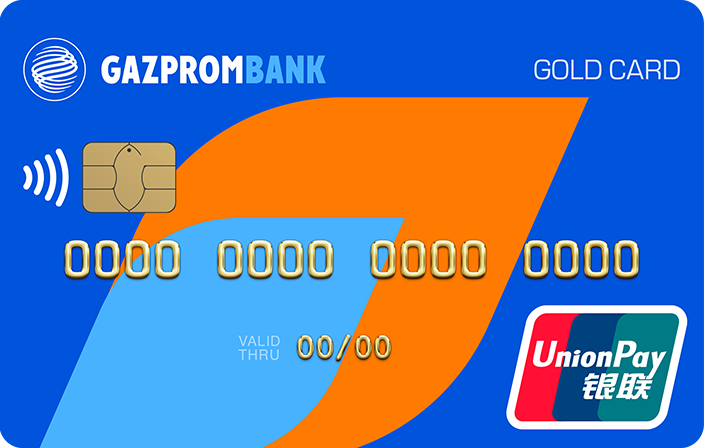 GAZPROMBANK
GOLD CARD
0000 0000 0000 0000
VALID
THRU
00/00
UnionPay
银联